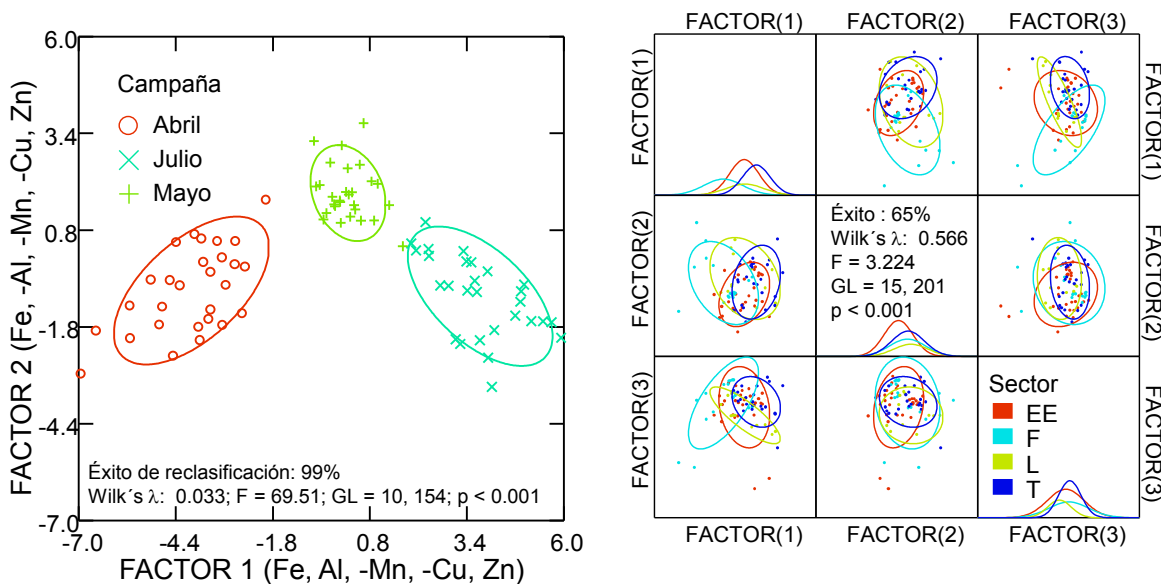 6.0
3.4
0.8
-1.8
-4.4
-7.0
FACTOR 2 (Fe, -Al, -Mn, -Cu, Zn)
Campaña
Abril
Julio
Mayo
Éxito de reclasificación: 99%
Wilk´s λ: 0.033; F = 69.51; GL = 10, 154; p < 0.001
-7.0 -4.4 -1.8 0.8 3.4 6.0
FACTOR 1 (Fe, Al, -Mn, -Cu, Zn)
FACTOR(1) FACTOR(2) FACTOR(3)
FACTOR(1)
FACTOR(1)
FACTOR(2)
Éxito : 65%
Wilk´s λ: 0.566
F = 3.224
GL = 15, 201
p < 0.001
FACTOR(2)
FACTOR(3)
Sector
EE
F
L
T
FACTOR(3)
FACTOR(1) FACTOR(2) FACTOR(3)